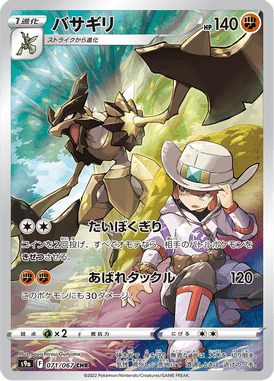 1進化 バサギリ HP 140
ストライクから進化
たいぼくぎり
コインを2回投げ、すべてオモテなら、相手のバトルポケモンを
きぜつさせる。
あばれタックル 120
このポケモンにも30ダメージ。
弱点 ×2 抵抗力 にげる
s9a F 071/067 CHR
©2022 Pokémon/Nintendo/Creatures/GAME FREAK.